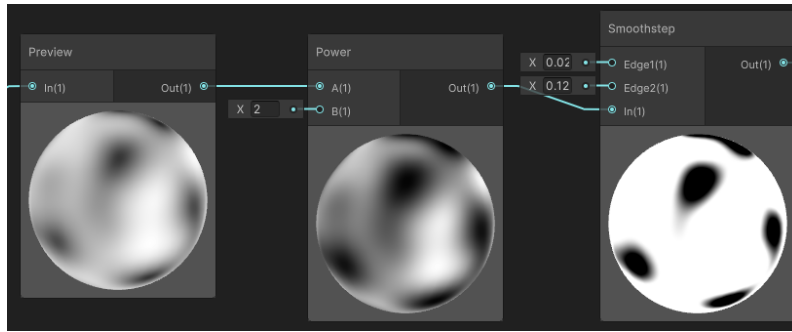 Preview
In(1) Out(1)
Power
A(1) Out(1)
X 2 B(1)
Smoothstep
X 0.02 Edge1(1) Out(1)
X 0.12 Edge2(1)
In(1)